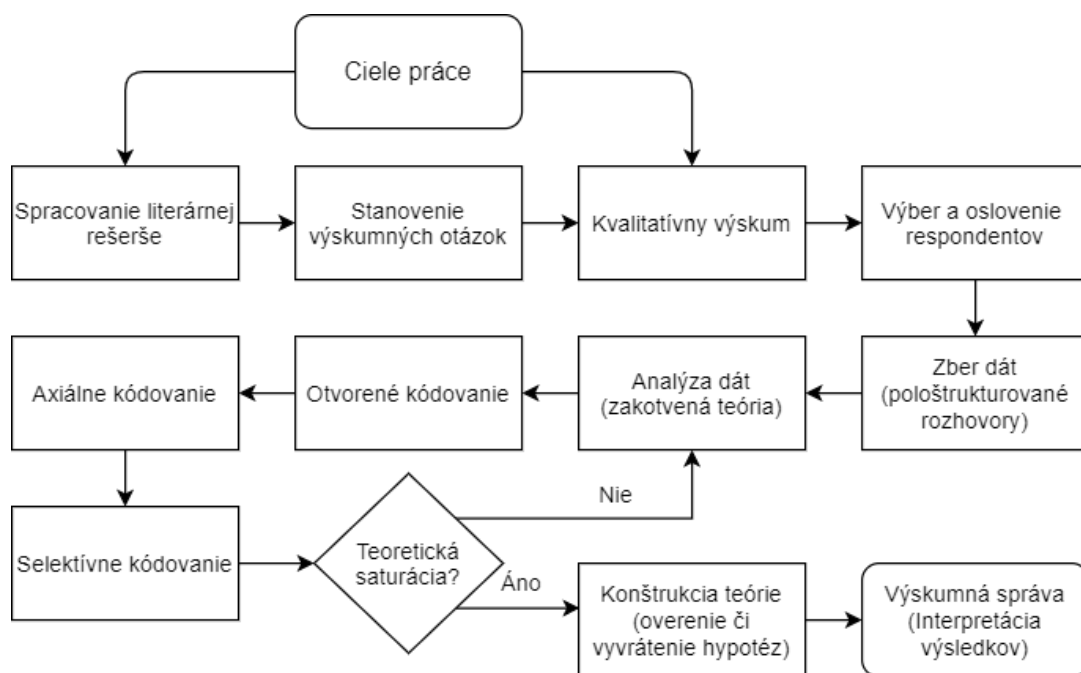 Ciele práce
Spracovanie literárnej
rešerše
Stanovenie
výskumných otázok
Kvalitatívny výskum
Výber a oslovenie
respondentov
Axiálne kódovanie
Otvorené kódovanie
Analýza dát
(zakotvená teória)
Zber dát
(pološtrukturované
rozhovory)
Nie
Selektívne kódovanie
Teoretická
saturácia?
Áno
Konštrukcia teórie
(overenie či
vyvrátenie hypotéz)
Výskumná správa
(Interpretácia
výsledkov)